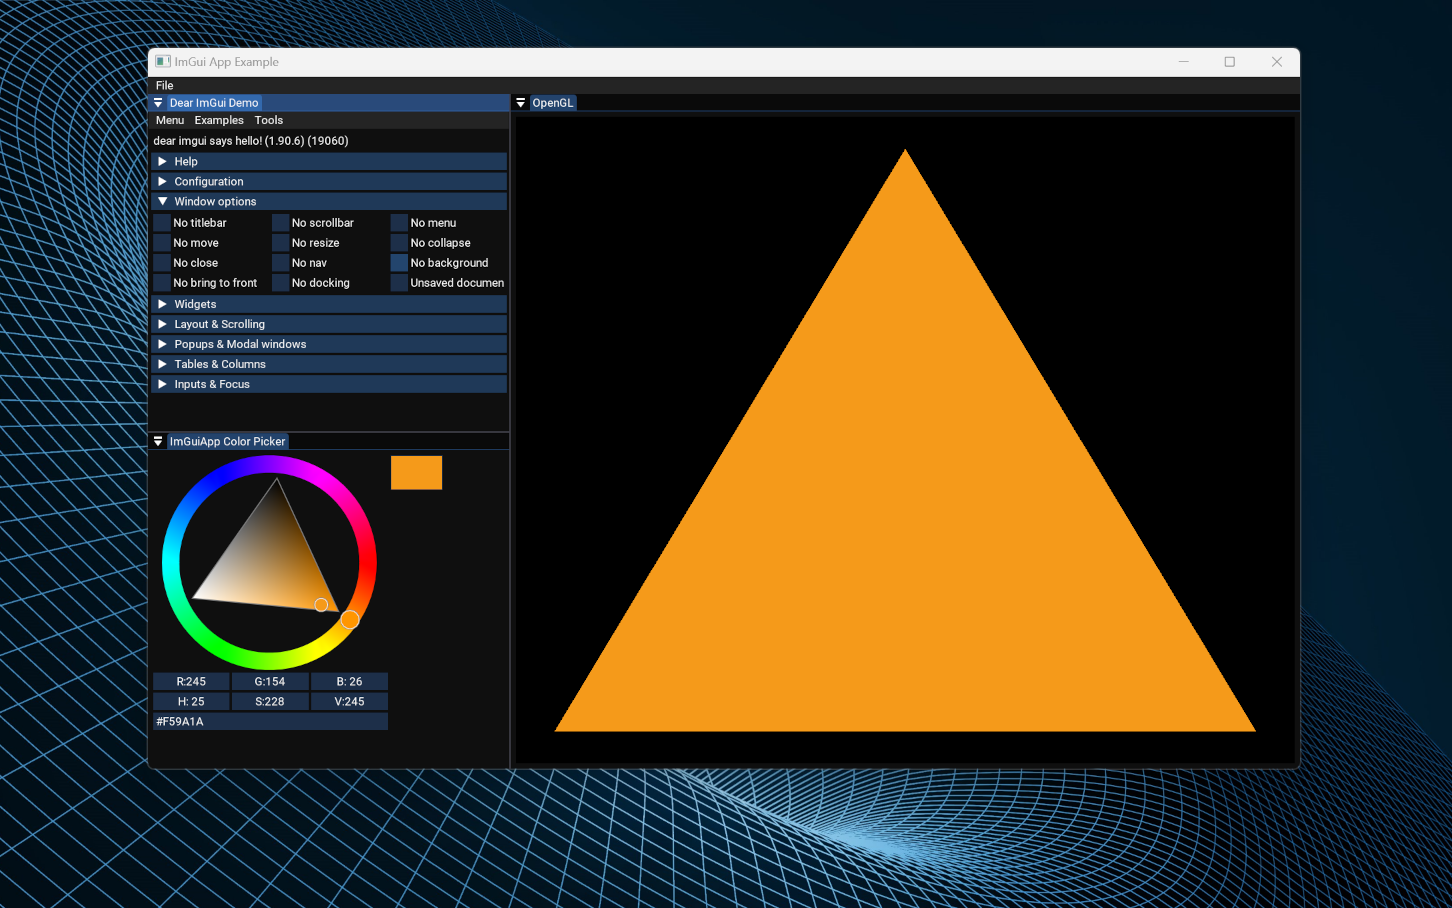 ImGui App Example
File
Dear ImGui Demo
Menu Examples Tools
dear imgui says hello! (1.90.6) (19060)
Help
Configuration
Window options
No titlebar No scrollbar No menu
No move No resize No collapse
No close No nav No background
No bring to front No docking Unsaved documen
Widgets
Layout & Scrolling
Popups & Modal windows
Tables & Columns
Inputs & Focus
ImGuiApp Color Picker
R:245 G:154 B: 26
H: 25 S:228 V:245
#F59A1A
OpenGL